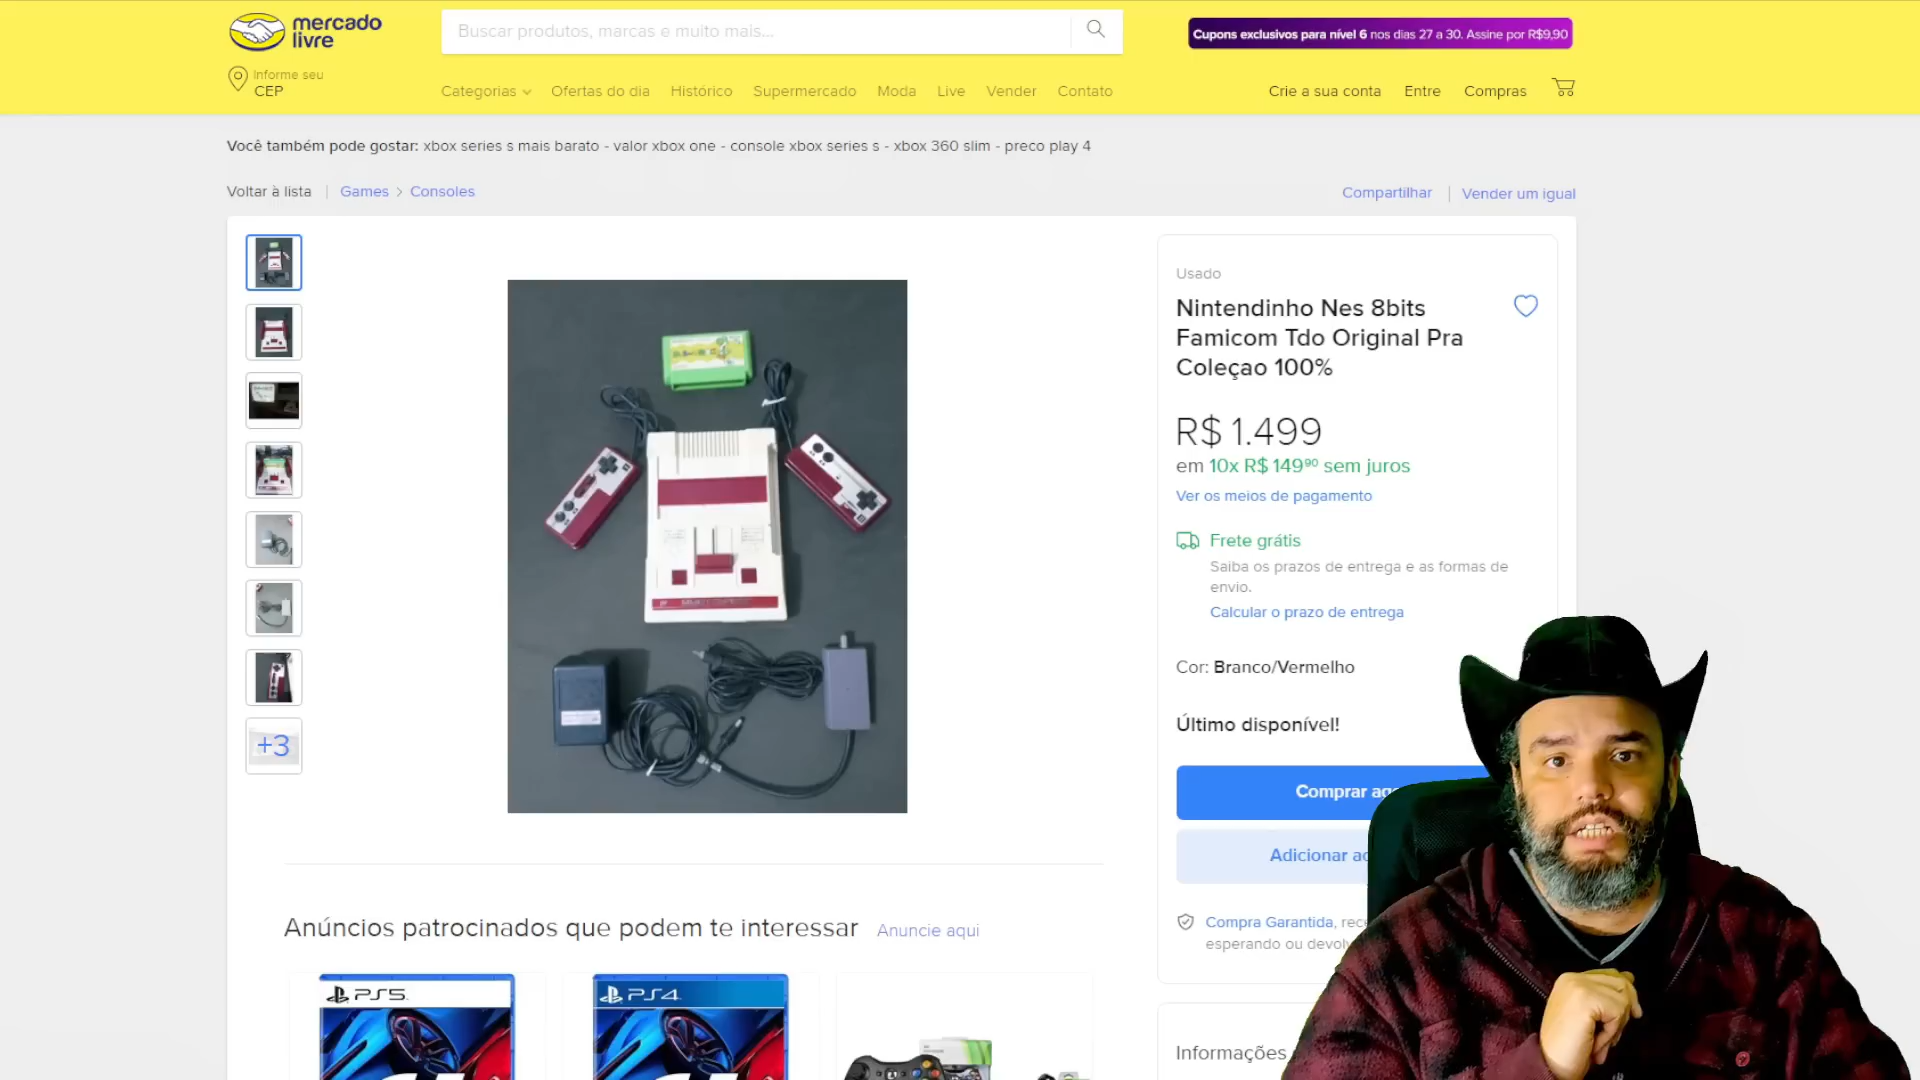 mercado
livre
Buscar produtos, marcas e muito mais...
Cupons exclusivos para nível 6 nos dias 27 a 30. Assine por R$9,90
Informe seu
CEP
Categorias
Ofertas do dia
Histórico
Supermercado
Moda
Live
Vender
Contato
Crie a sua conta
Entre
Compras
Você também pode gostar: xbox series s mais barato - valor xbox one - console xbox series s - xbox 360 slim - preco play 4
Voltar à lista
Games > Consoles
Compartilhar
Vender um igual
Usado
Nintendinho Nes 8bits
Famicom Tdo Original Pra
Coleçao 100%
R$ 1.499
em 10x R$ 149⁹⁰ sem juros
Ver os meios de pagamento
Frete grátis
Saiba os prazos de entrega e as formas de
envio.
Calcular o prazo de entrega
Cor: Branco/Vermelho
Último disponível!
+3
Comprar
Adicionar
Compra Garantida,
esperando ou
Anúncios patrocinados que podem te interessar
Anuncie aqui
PS5
PS4
Informações